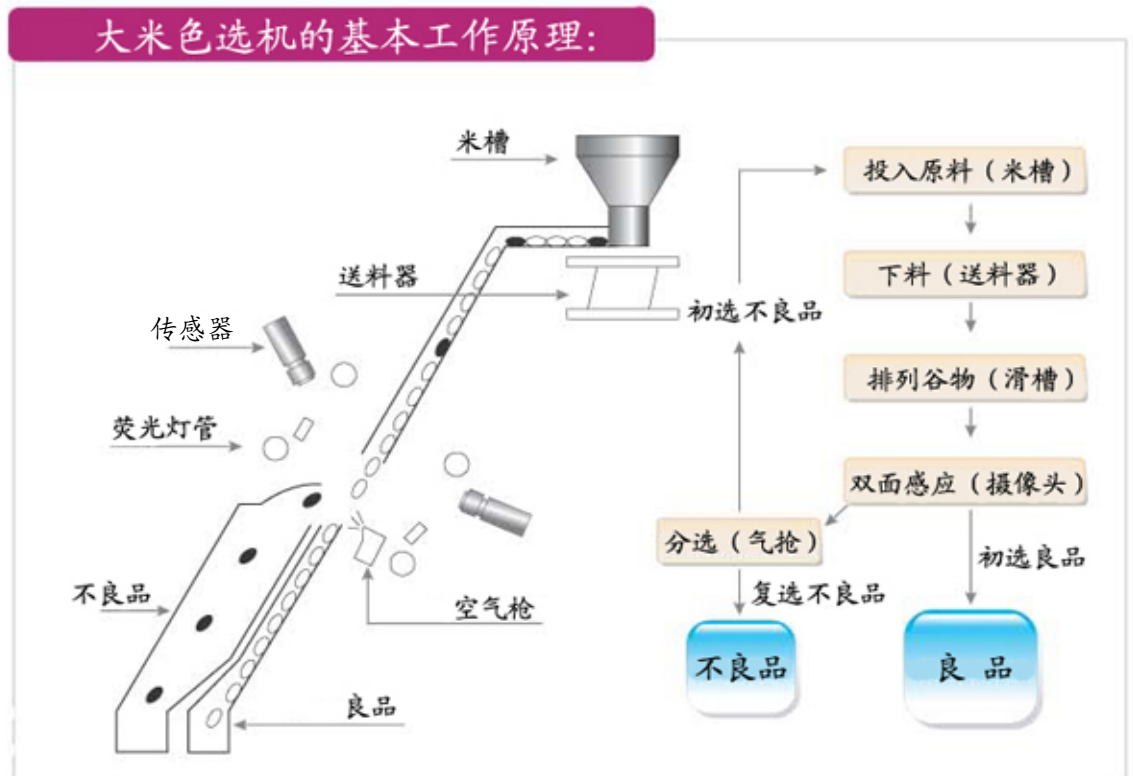 大米色选机的基本工作原理:
米槽
送料器
传感器
荧光灯管
不良品
空气枪
良品
投入原料（米槽）
下料（送料器）
初选不良品
排列谷物（滑槽）
双面感应（摄像头）
分选（气抢）
初选良品
复选不良品
不良品
良 品